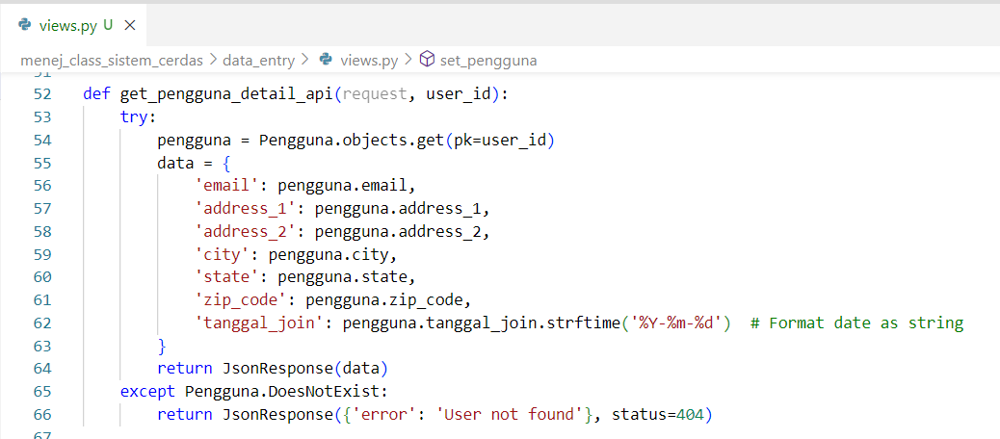 views.py U ×
menej_class_sistem_cerdas > data_entry > views.py > set_pengguna
51
52 def get_pengguna_detail_api(request, user_id):
53 try:
54 pengguna = Pengguna.objects.get(pk=user_id)
55 data = {
56 'email': pengguna.email,
57 'address_1': pengguna.address_1,
58 'address_2': pengguna.address_2,
59 'city': pengguna.city,
60 'state': pengguna.state,
61 'zip_code': pengguna.zip_code,
62 'tanggal_join': pengguna.tanggal_join.strftime('%Y-%m-%d') # Format date as string
63 }
64 return JsonResponse(data)
65 except Pengguna.DoesNotExist:
66 return JsonResponse({'error': 'User not found'}, status=404)
67